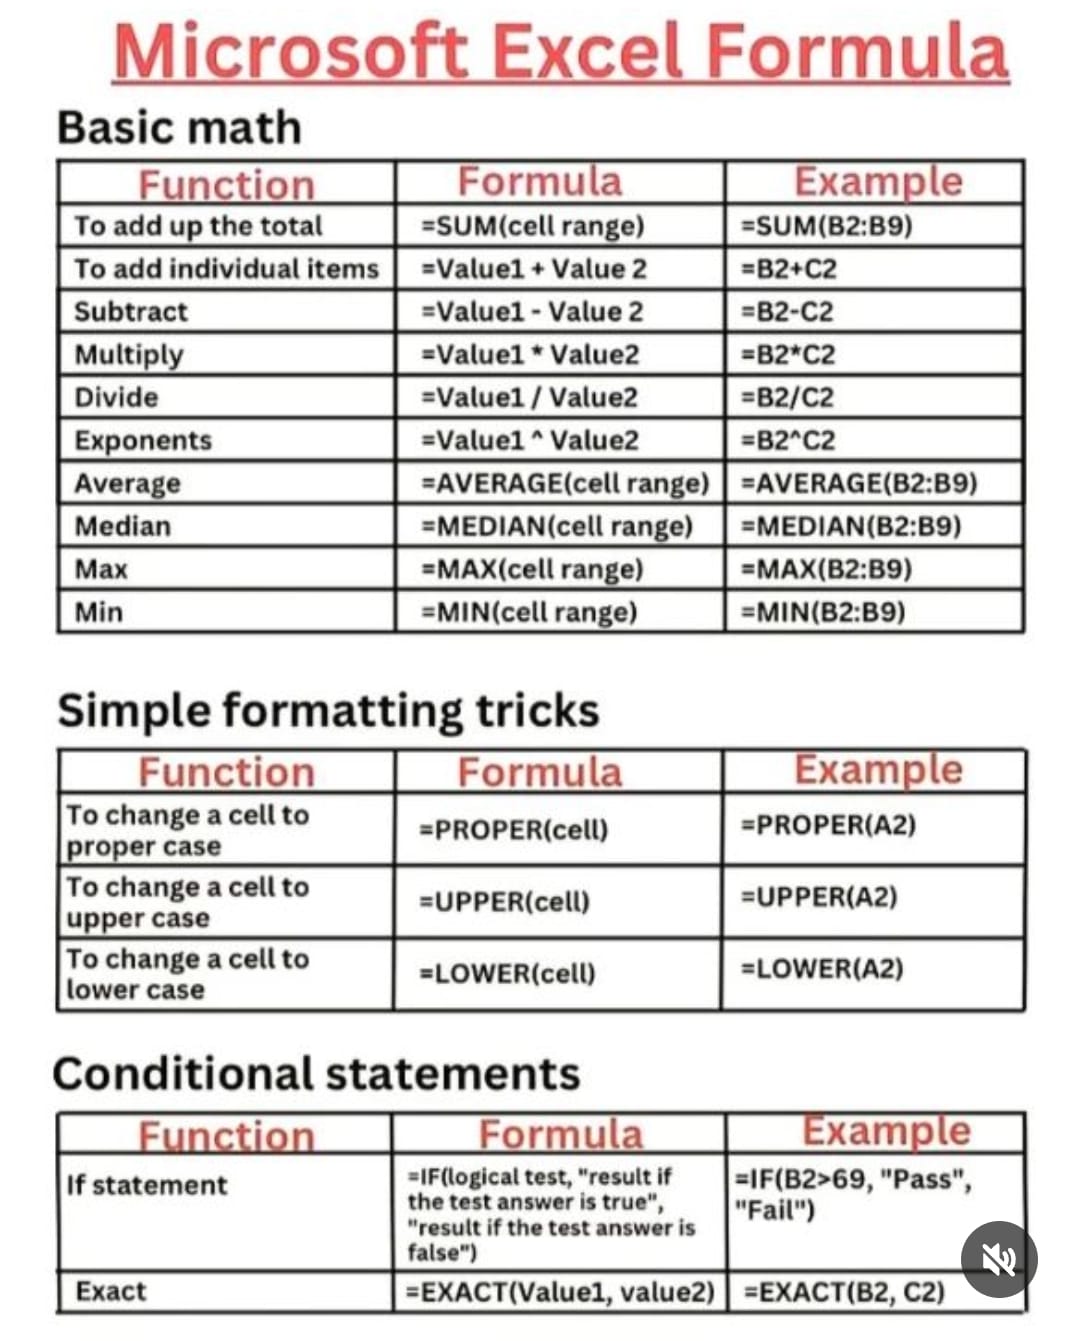 Microsoft Excel Formula
Basic math
Function Formula Example
To add up the total =SUM(cell range) =SUM(B2:B9)
To add individual items =Value1 + Value 2 =B2+C2
Subtract =Value1 - Value 2 =B2-C2
Multiply =Value1 * Value2 =B2*C2
Divide =Value1 / Value2 =B2/C2
Exponents =Value1 ^ Value2 =B2^C2
Average =AVERAGE(cell range) =AVERAGE(B2:B9)
Median =MEDIAN(cell range) =MEDIAN(B2:B9)
Max =MAX(cell range) =MAX(B2:B9)
Min =MIN(cell range) =MIN(B2:B9)
Simple formatting tricks
Function Formula Example
To change a cell to
proper case
=PROPER(cell) =PROPER(A2)
To change a cell to
upper case
=UPPER(cell) =UPPER(A2)
To change a cell to
lower case
=LOWER(cell) =LOWER(A2)
Conditional statements
Function Formula Example
If statement
=IF(logical test, "result if
the test answer is true",
"result if the test answer is
false")
=IF(B2>69, "Pass",
"Fail")
Exact =EXACT(Value1, value2) =EXACT(B2, C2)